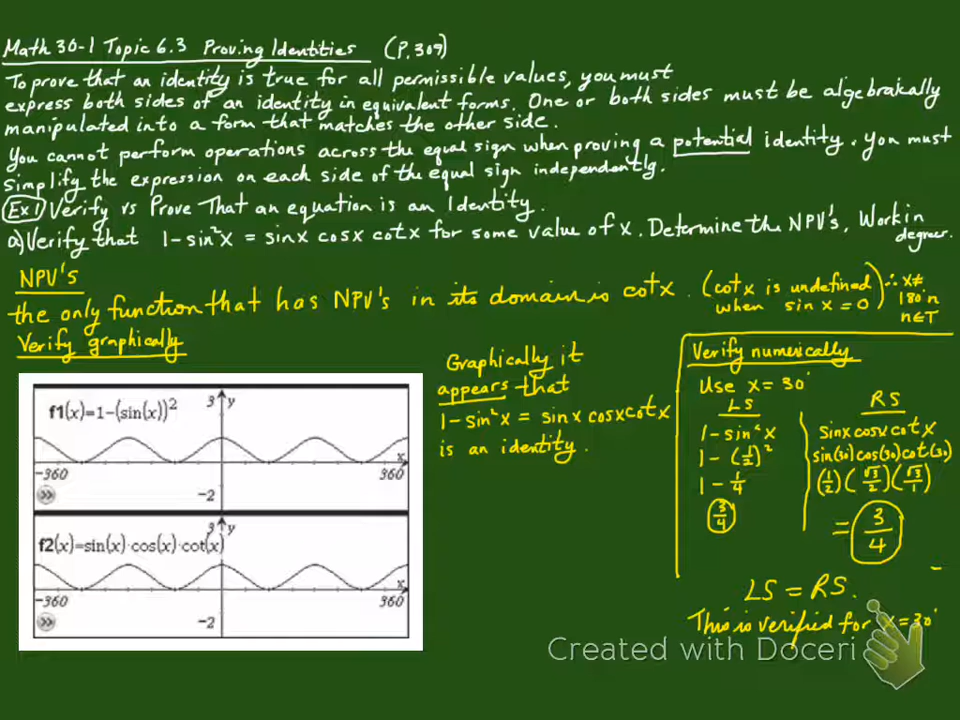 Math 30-1 Topic 6.3 Proving Identities (P.309)
To prove that an identity is true for all permissible values, you must
express both sides of an identity in equivalent forms. One or both sides must be algebraically
manipulated into a form that matches the other side.
You cannot perform operations across the equal sign when proving a potential identity. You must
simplify the expression on each side of the equal sign independently.
Ex 1 Verify vs Prove That an equation is an Identity.
a) Verify that 1-sin²x = sinx cosx cotx for some value of x. Determine the NPV's. Work in
degrees.
NPV's
the only function that has NPV's in its domain is cotx. (cotx is undefined when sin x = 0) ∴ x≠ 180°n n∈I
Verify graphically
f1(x)=1-(sin(x))²
3 y
x
-360
360
-2
f2(x)=sin(x)·cos(x)·cot(x)
3 y
x
-360
360
-2
Graphically it
appears that
1-sin²x = sinx cosx cotx
is an identity.
Verify numerically
Use x = 30°
LS
1-sin²x
1-(1/2)²
1-1/4
3/4
RS
sinx cosx cotx
sin(30)cos(30)cot(30)
(1/2)(√3/2)(√3/1)
= 3/4
LS = RS.
This is verified for x=30°
Created with Doceri